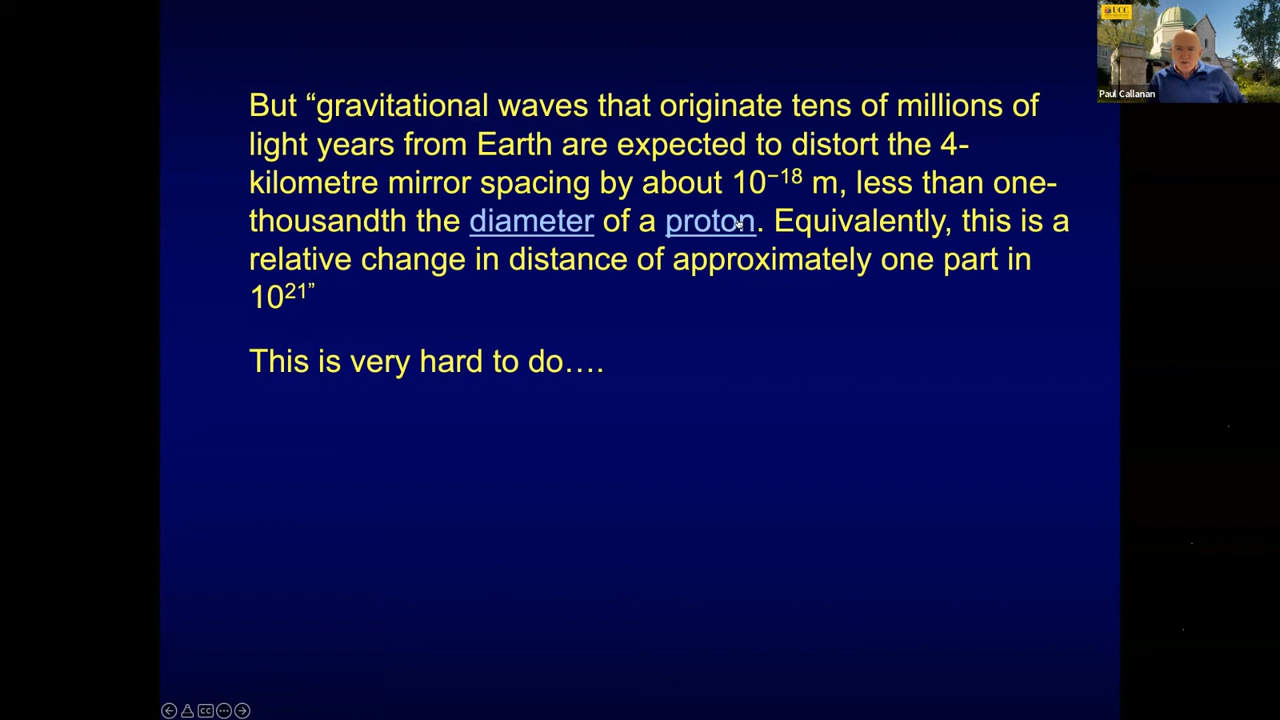 But “gravitational waves that originate tens of millions of
light years from Earth are expected to distort the 4-
kilometre mirror spacing by about 10⁻¹⁸ m, less than one-
thousandth the diameter of a proton. Equivalently, this is a
relative change in distance of approximately one part in
10²¹”
This is very hard to do….
UCC
Paul Callanan
CC